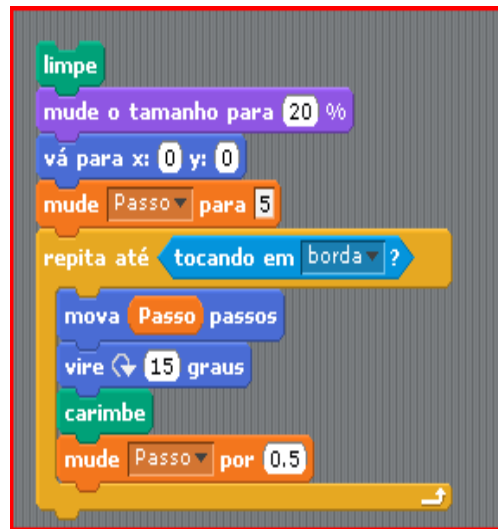 limpe
mude o tamanho para 20 %
vá para x: 0 y: 0
mude Passo para 5
repita até tocando em borda ?
mova Passo passos
vire 15 graus
carimbe
mude Passo por 0.5